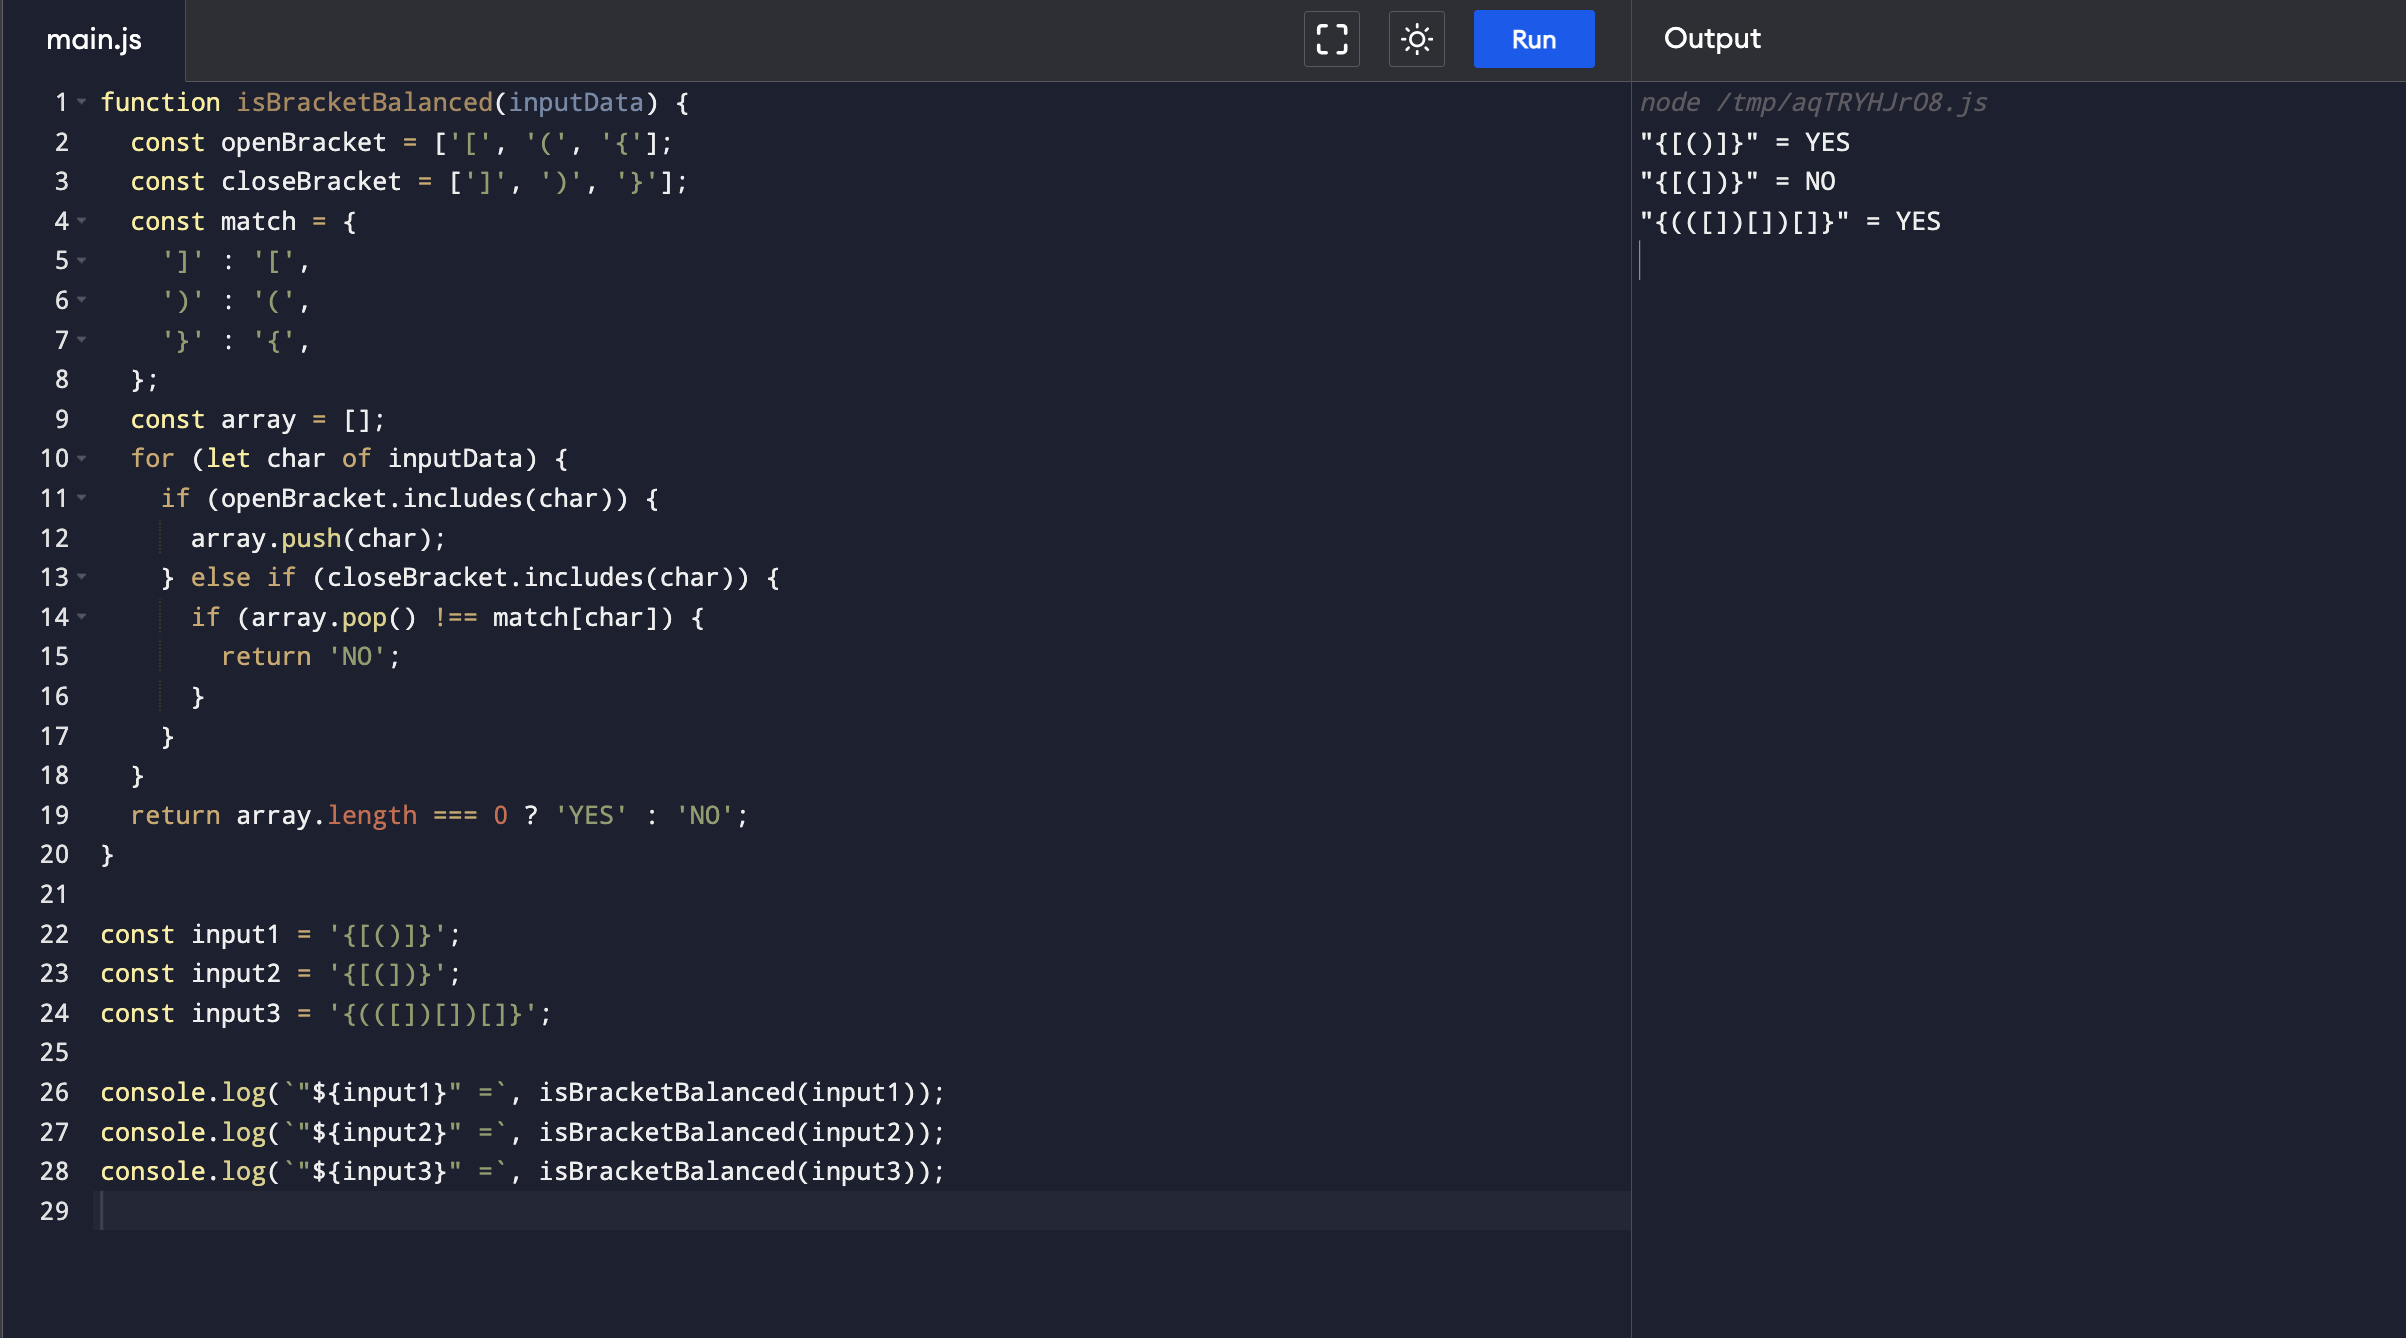 main.js
Run
Output
1 function isBracketBalanced(inputData) {
2   const openBracket = ['[', '(', '{'];
3   const closeBracket = [']', ')', '}'];
4   const match = {
5     ']' : '[',
6     ')' : '(',
7     '}' : '{',
8   };
9   const array = [];
10   for (let char of inputData) {
11     if (openBracket.includes(char)) {
12       array.push(char);
13     } else if (closeBracket.includes(char)) {
14       if (array.pop() !== match[char]) {
15         return 'NO';
16       }
17     }
18   }
19   return array.length === 0 ? 'YES' : 'NO';
20 }
21
22 const input1 = '{[()]}';
23 const input2 = '{[(])}';
24 const input3 = '{(([])[])[]}';
25
26 console.log(`"${input1}" =`, isBracketBalanced(input1));
27 console.log(`"${input2}" =`, isBracketBalanced(input2));
28 console.log(`"${input3}" =`, isBracketBalanced(input3));
29
node /tmp/aqTRYHJrO8.js
"{[()]}" = YES
"{[(])}" = NO
"{(([])[])[]}" = YES